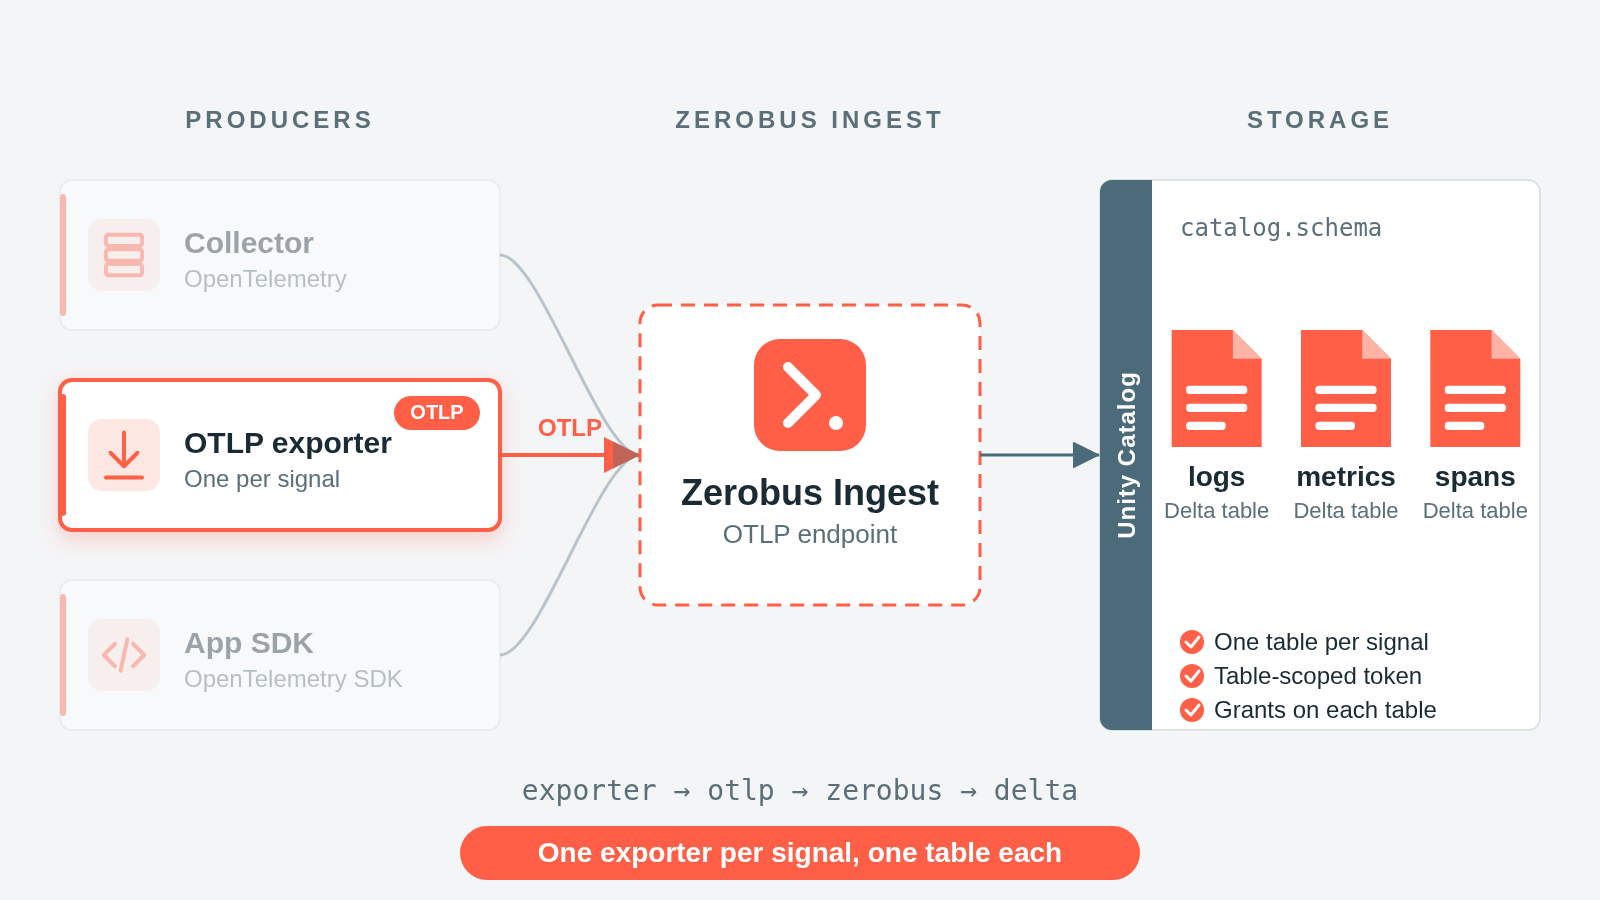 PRODUCERS
ZEROBUS INGEST
STORAGE
Collector
OpenTelemetry
OTLP
OTLP exporter
One per signal
App SDK
OpenTelemetry SDK
OTLP
Zerobus Ingest
OTLP endpoint
Unity Catalog
catalog.schema
logs
Delta table
metrics
Delta table
spans
Delta table
One table per signal
Table-scoped token
Grants on each table
exporter → otlp → zerobus → delta
One exporter per signal, one table each